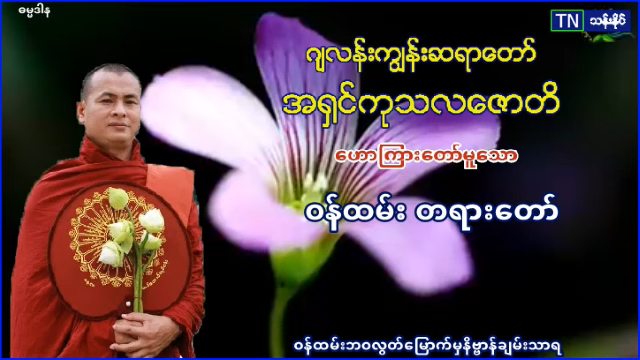 ဓမ္မဒါန
TN သန်းနိုင်
ဂျလန်းကျွန်းဆရာတော်
အရှင်ကုသလဇောတိ
ဟောကြားတော်မူသော
ဝန်ထမ်း တရားတော်
ဝန်ထမ်းဘဝလွတ်မြောက်မှနိဗ္ဗာန်ချမ်းသာရ